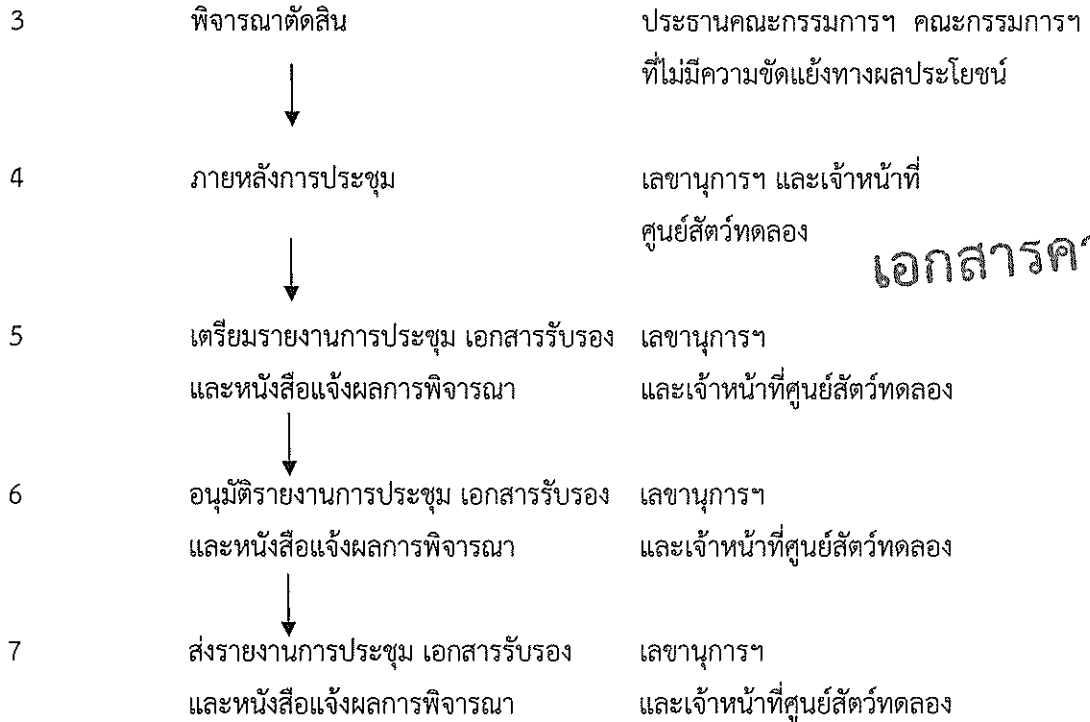 3 พิจารณาตัดสิน ประธานคณะกรรมการฯ คณะกรรมการฯ
ที่ไม่มีความขัดแย้งทางผลประโยชน์
4 ภายหลังการประชุม เลขานุการฯ และเจ้าหน้าที่
ศูนย์สัตว์ทดลอง
5 เตรียมรายงานการประชุม เอกสารรับรอง เลขานุการฯ
และหนังสือแจ้งผลการพิจารณา และเจ้าหน้าที่ศูนย์สัตว์ทดลอง
6 อนุมัติรายงานการประชุม เอกสารรับรอง เลขานุการฯ
และหนังสือแจ้งผลการพิจารณา และเจ้าหน้าที่ศูนย์สัตว์ทดลอง
7 ส่งรายงานการประชุม เอกสารรับรอง เลขานุการฯ
และหนังสือแจ้งผลการพิจารณา และเจ้าหน้าที่ศูนย์สัตว์ทดลอง